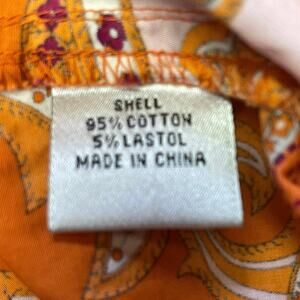 SHELL
95% COTTON
5% LASTOL
MADE IN CHINA